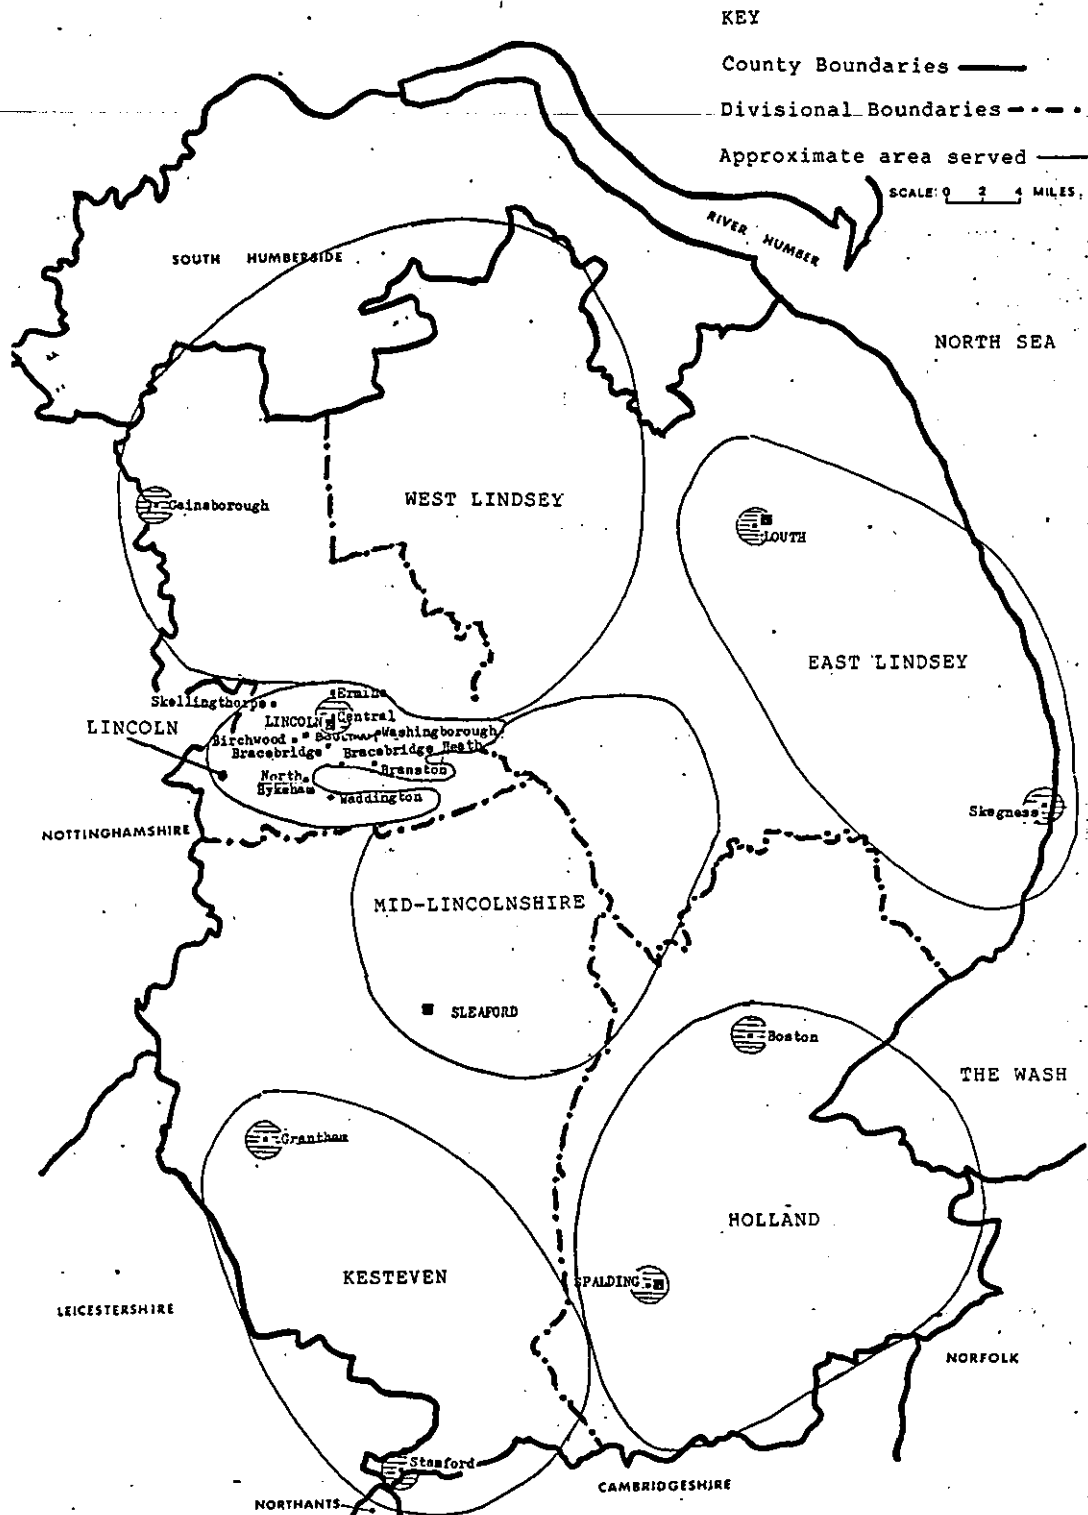 KEY
County Boundaries
Divisional Boundaries
Approximate area served
SCALE: 0 2 4 MILES.
RIVER HUMBER
SOUTH HUMBERSIDE
NORTH SEA
WEST LINDSEY
Gainsborough
LOUTH
EAST LINDSEY
Skellingthorpe
Ermine
LINCOLN
LINCOLN
Central
Birchwood
Washingborough
Bracebridge
Bracebridge Heath
North
Hykeham
Branston
Waddington
Skegness
NOTTINGHAMSHIRE
MID-LINCOLNSHIRE
SLEAFORD
Boston
THE WASH
Grantham
HOLLAND
KESTEVEN
SPALDING
LEICESTERSHIRE
NORFOLK
Stamford
CAMBRIDGESHIRE
NORTHANTS